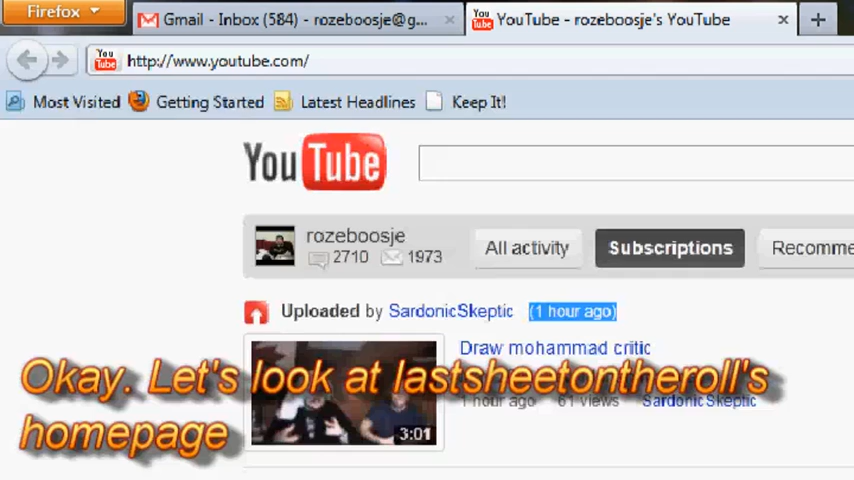 Firefox
Gmail - Inbox (584) - rozeboosje@g...
YouTube - rozeboosje's YouTube
You
Tube
http://www.youtube.com/
Most Visited
Getting Started
Latest Headlines
Keep It!
YouTube
rozeboosje
2710
1973
All activity
Subscriptions
Recomme
Uploaded by SardonicSkeptic (1 hour ago)
Draw mohammad critic
Okay. Let's look at lastsheetontheroll's
homepage
1 hour ago 61 views SardonicSkeptic
3:01